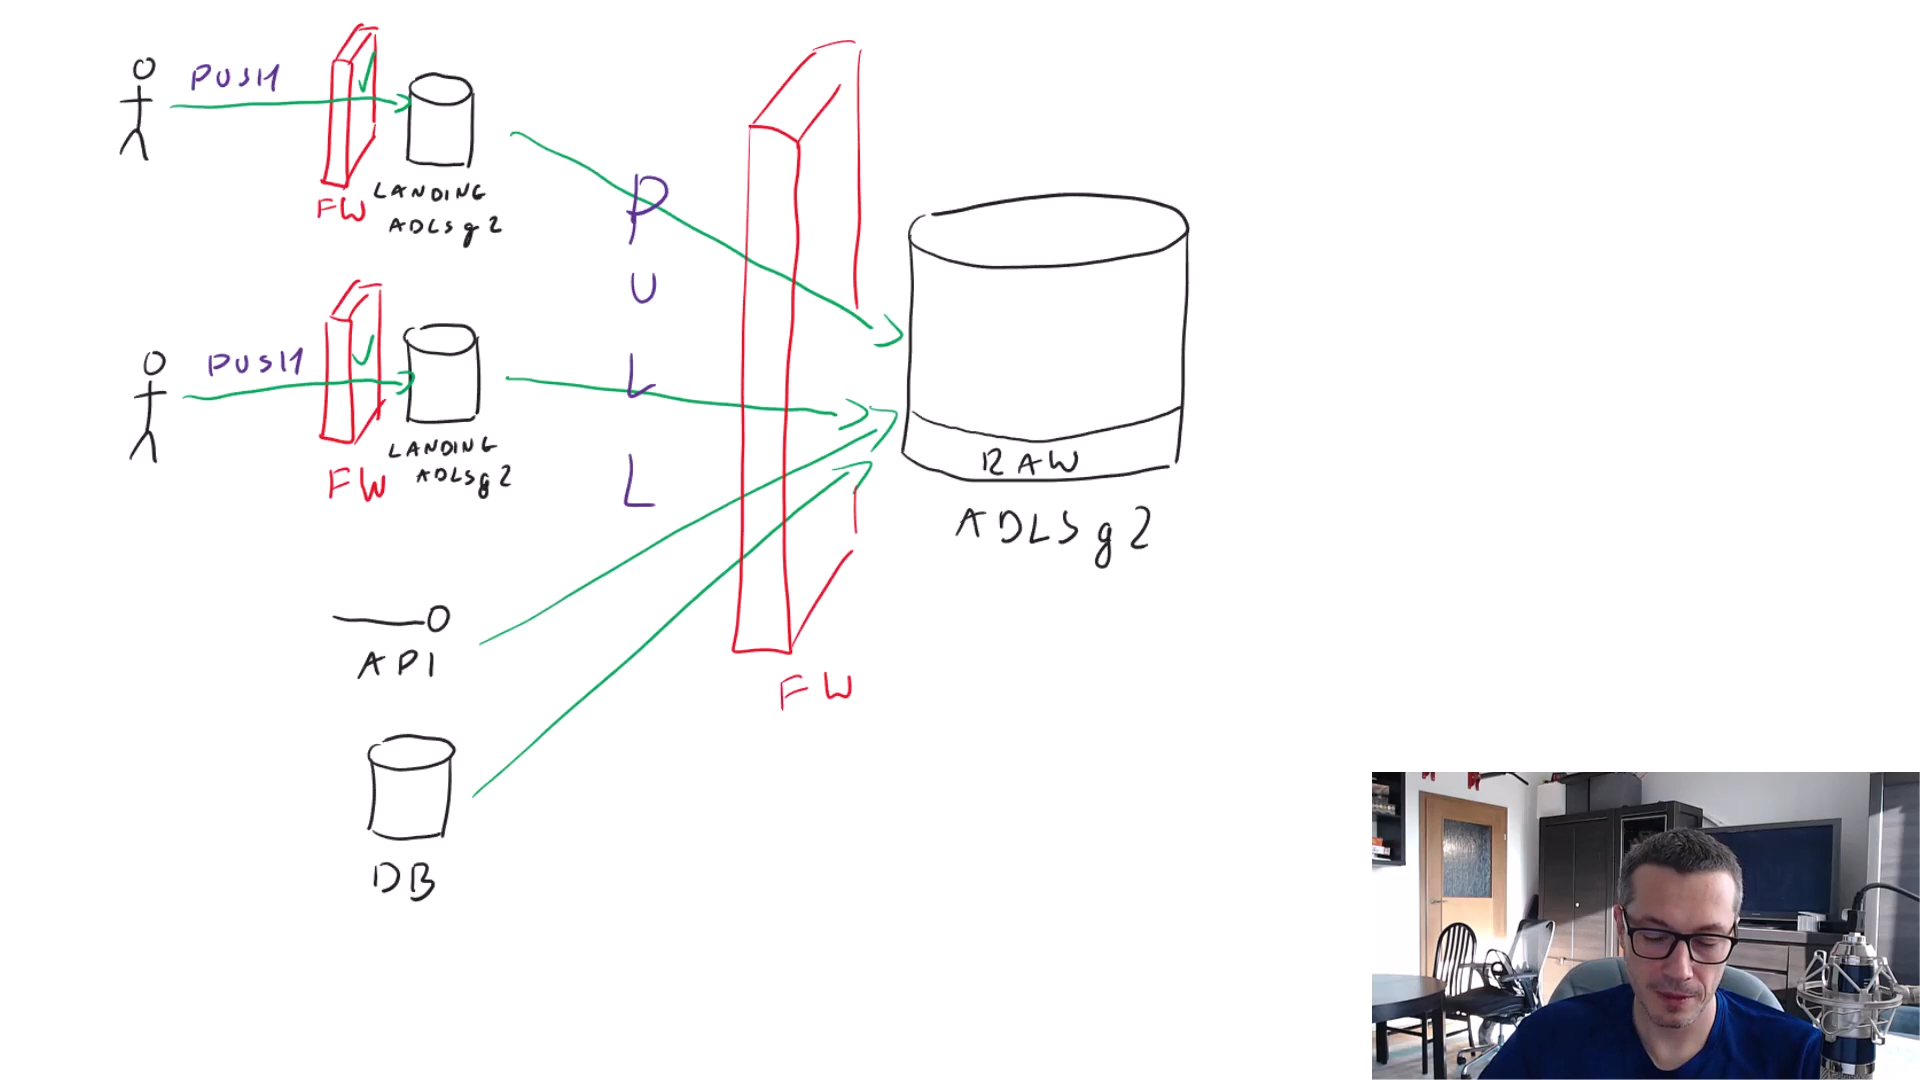 PUSH
FW
LANDING
ADLSg2
PUSH
FW
LANDING
ADLSg2
P
U
L
L
API
DB
FW
RAW
ADLSg2